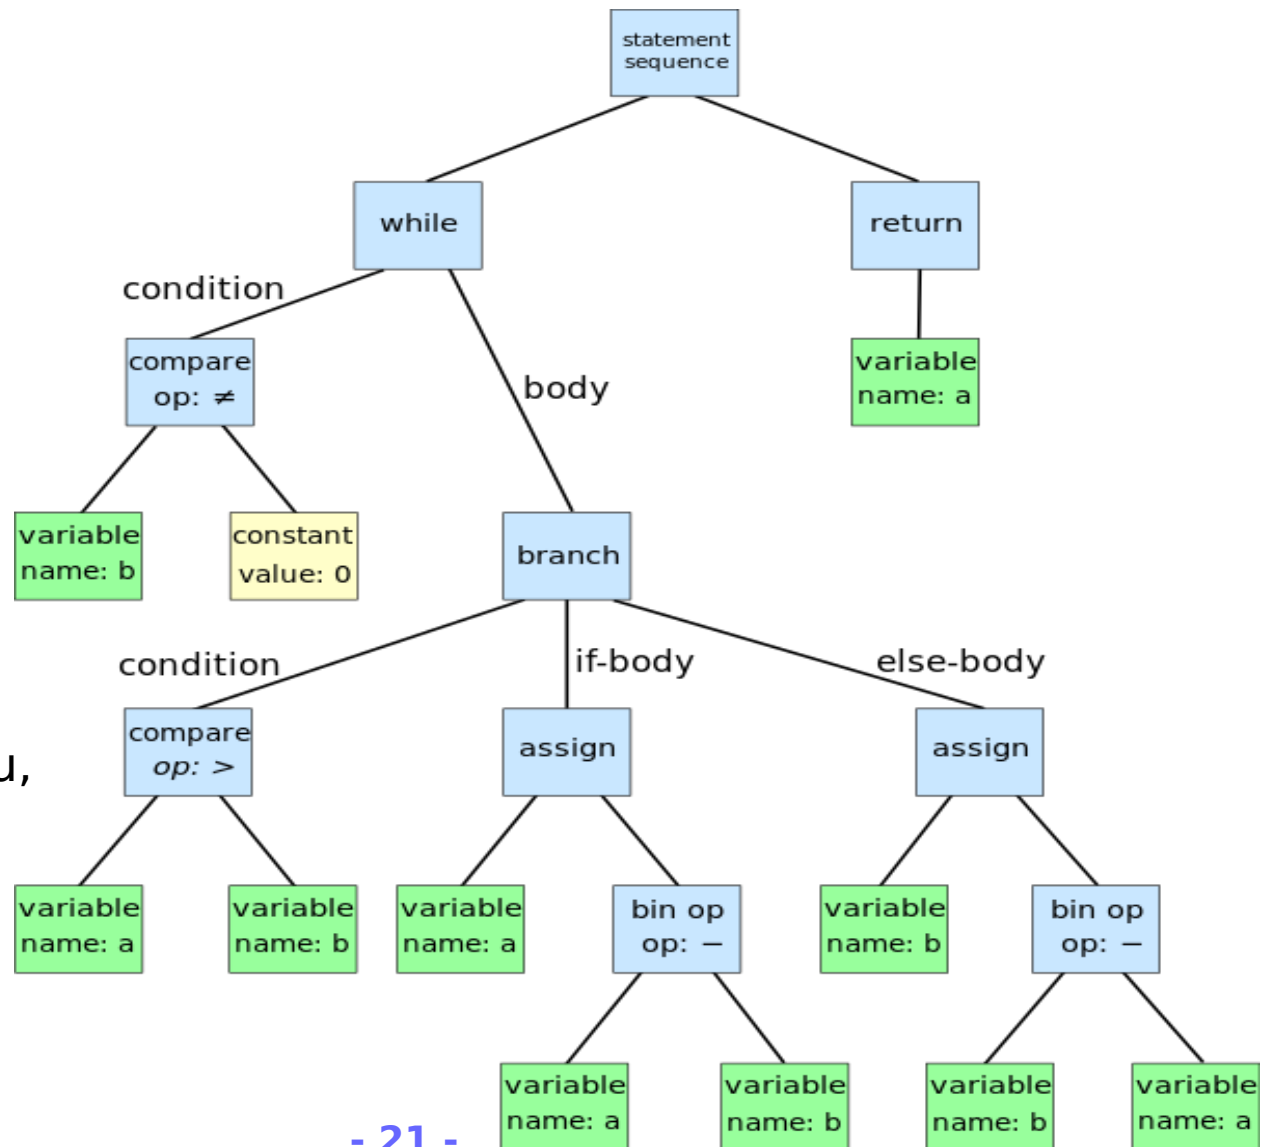 statement
sequence
while
return
condition
compare
op: ≠
body
variable
name: a
variable
name: b
constant
value: 0
branch
condition
if-body
else-body
compare
op: >
assign
assign
u,
variable
name: a
variable
name: b
variable
name: a
bin op
op: −
variable
name: b
bin op
op: −
variable
name: a
variable
name: b
variable
name: b
variable
name: a
- 21 -